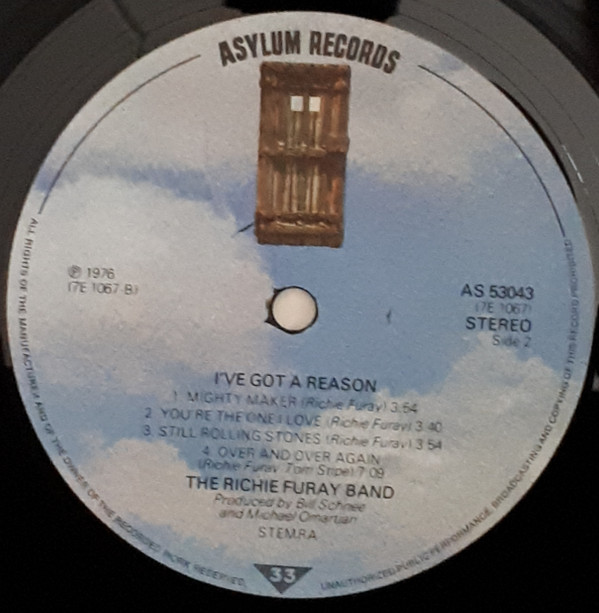 ASYLUM RECORDS
℗ 1976
(7E 1067 B)
AS 53043
(7E 1067)
STEREO
Side 2
I'VE GOT A REASON
1. MIGHTY MAKER (Richie Furay) 3:54
2. YOU'RE THE ONE I LOVE (Richie Furay) 3:40
3. STILL ROLLING STONES (Richie Furay) 3:54
4. OVER AND OVER AGAIN
(Richie Furay, Tom Stipe) 7:09
THE RICHIE FURAY BAND
Produced by Bill Schnee
and Michael Omartian
STEMRA
33
ALL RIGHTS OF THE MANUFACTURER AND OF THE OWNER OF THE RECORDED WORK RESERVED.
UNAUTHORIZED PUBLIC PERFORMANCE, BROADCASTING AND COPYING OF THIS RECORD PROHIBITED